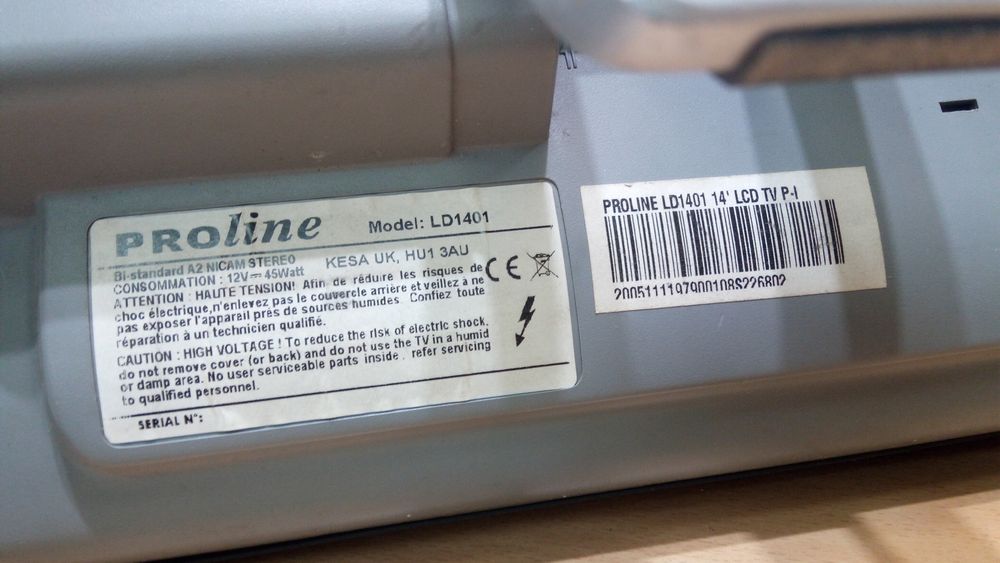 PROline Model: LD1401
Bi-standard A2 NICAM STEREO KESA UK, HU1 3AU
CONSOMMATION : 12V⎓ 45Watt
ATTENTION : HAUTE TENSION! Afin de réduire les risques de
choc électrique,n'enlevez pas le couvercle arrière et veillez à ne
pas exposer l'appareil près de sources humides. Confiez toute
réparation à un technicien qualifié.
CE
CAUTION : HIGH VOLTAGE ! To reduce the risk of electric shock,
do not remove cover (or back) and do not use the TV in a humid
or damp area. No user serviceable parts inside . refer servicing
to qualified personnel.
SERIAL N°:
PROLINE LD1401 14' LCD TV P-I
2005111197900108S226802